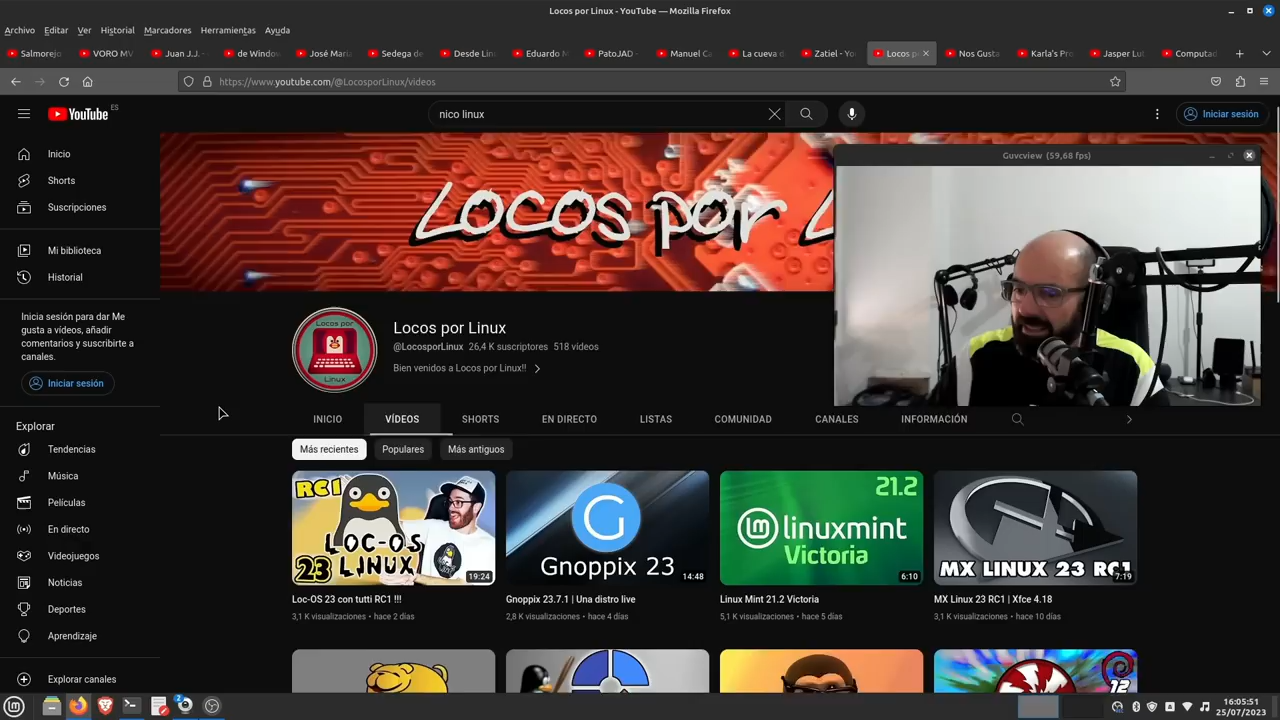 Locos por Linux - YouTube — Mozilla Firefox
Archivo Editar Ver Historial Marcadores Herramientas Ayuda
Salmorejo VORO MV Juan J.J. - de Window José María Sedega de Desde Lin Eduardo M PatoJAD - Manuel Ca La cueva d Zatiel - Yo Locos p Nos Gusta Karla's Pro Jasper Lu Computad
https://www.youtube.com/@LocosporLinux/videos
YouTube ES
nico linux
Iniciar sesión
Inicio
Shorts
Suscripciones
Mi biblioteca
Historial
Inicia sesión para dar Me
gusta a vídeos, añadir
comentarios y suscribirte a
canales.
Iniciar sesión
Explorar
Tendencias
Música
Películas
En directo
Videojuegos
Noticias
Deportes
Aprendizaje
Explorar canales
Locos por L
Guvcview (59,68 fps)
Locos por
Linux
Locos por Linux
@LocosporLinux 26,4 K suscriptores 518 vídeos
Bien venidos a Locos por Linux!!
INICIO VÍDEOS SHORTS EN DIRECTO LISTAS COMUNIDAD CANALES INFORMACIÓN
Más recientes Populares Más antiguos
RC1
LOC-OS
23 LINUX
19:24
Loc-OS 23 con tutti RC1 !!!
3,1 K visualizaciones • hace 2 días
G
Gnoppix 23
14:48
Gnoppix 23.7.1 | Una distro live
2,8 K visualizaciones • hace 4 días
21.2
linuxmint
Victoria
6:10
Linux Mint 21.2 Victoria
5,1 K visualizaciones • hace 5 días
MX LINUX 23 RC1
7:19
MX Linux 23 RC1 | Xfce 4.18
3,1 K visualizaciones • hace 10 días
12
2
16:05:51
25/07/2023